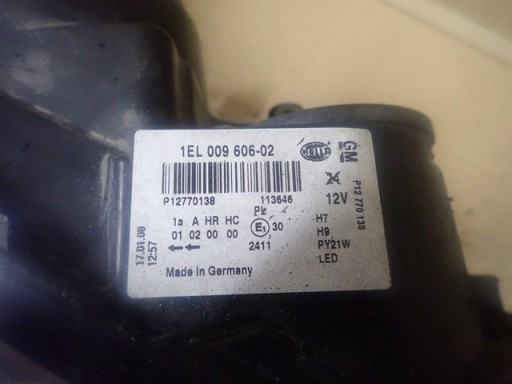 1EL 009 606-02
HELLA
GM
P12770138 113646
12V
P12 770 138
1a A HR HC
01 02 00 00
E1 30
2411
H7
H9
PY21W
LED
17.01.08
12:57
Made in Germany